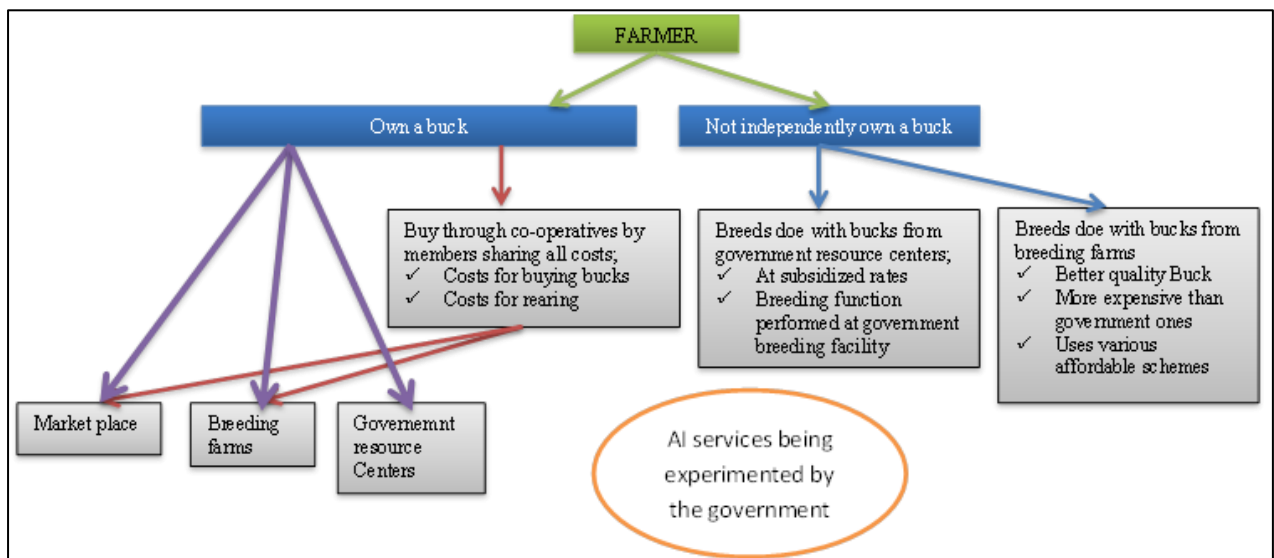 FARMER
Own a buck
Not independently own a buck
Buy through co-operatives by
members sharing all costs;
✓ Costs for buying bucks
✓ Costs for rearing
Breeds doe with bucks from
government resource centers;
✓ At subsidized rates
✓ Breeding function
performed at government
breeding facility
Breeds doe with bucks from
breeding farms
✓ Better quality Buck
✓ More expensive than
government ones
✓ Uses various
affordable schemes
Market place
Breeding
farms
Governemnt
resource
Centers
AI services being
experimented by
the government